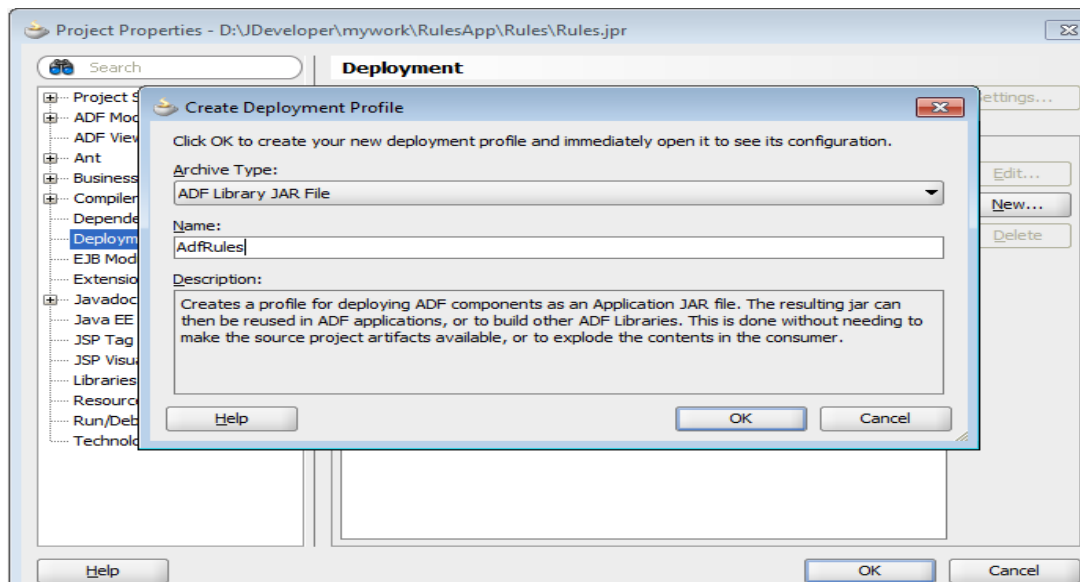 Project Properties - D:\JDeveloper\mywork\RulesApp\Rules\Rules.jpr
Search
Deployment
Project S
ADF Mod
ADF View
Ant
Business
Compiler
Depende
Deploym
EJB Mod
Extensio
Javadoc
Java EE
JSP Tag
JSP Visua
Libraries
Resource
Run/Deb
Technolo
ettings...
Edit...
New...
Delete
Create Deployment Profile
Click OK to create your new deployment profile and immediately open it to see its configuration.
Archive Type:
ADF Library JAR File
Name:
AdfRules
Description:
Creates a profile for deploying ADF components as an Application JAR file. The resulting jar can
then be reused in ADF applications, or to build other ADF Libraries. This is done without needing to
make the source project artifacts available, or to explode the contents in the consumer.
Help
OK
Cancel
Help
OK
Cancel